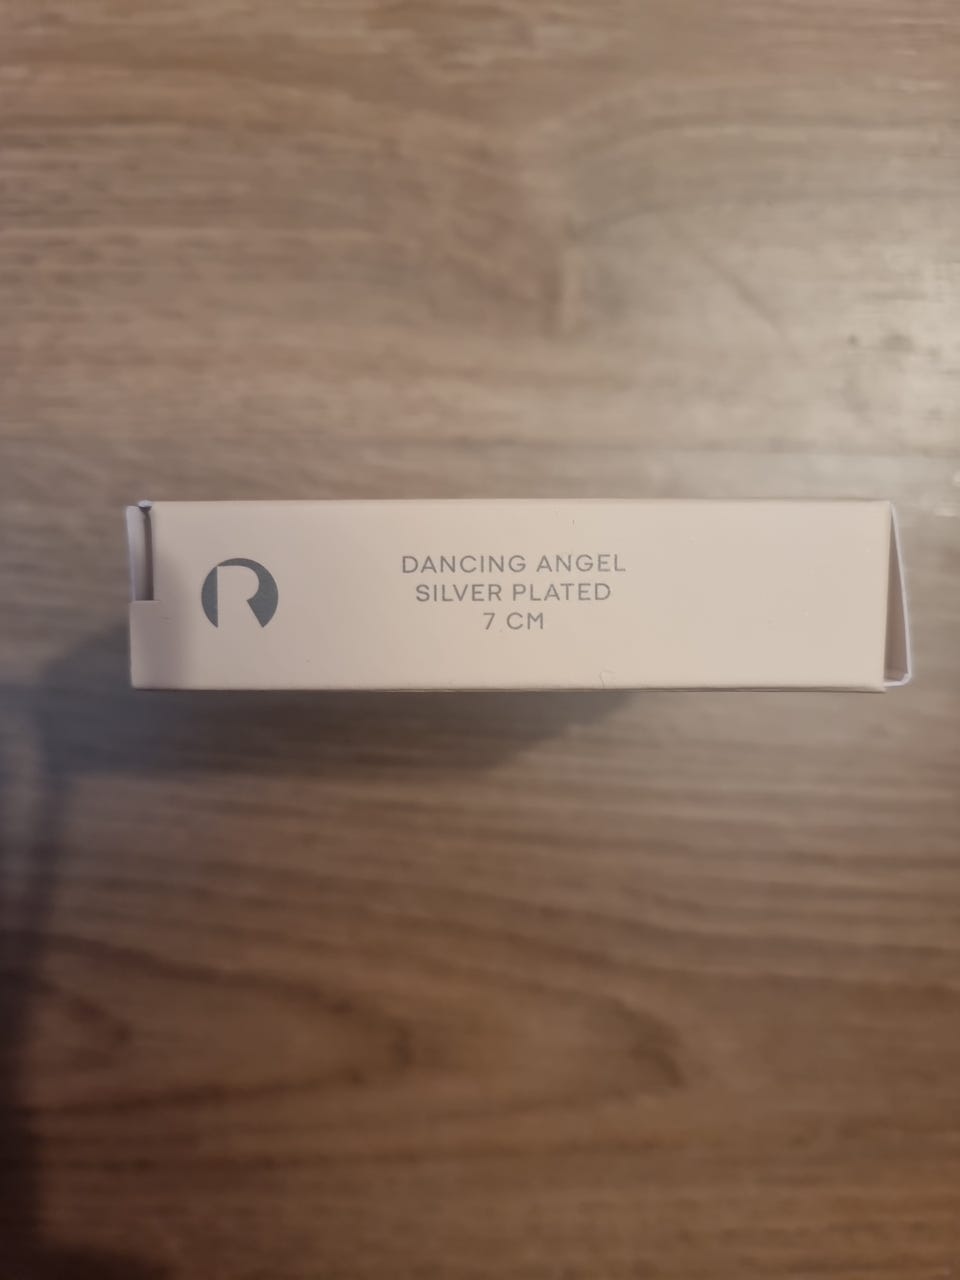 R
DANCING ANGEL
SILVER PLATED
7 CM